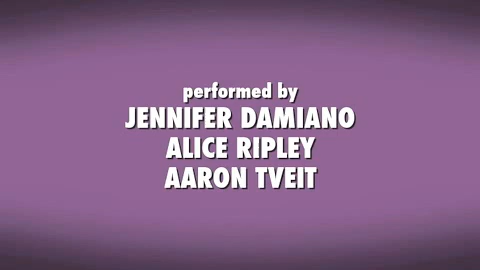 performed by
JENNIFER DAMIANO
ALICE RIPLEY
AARON TVEIT